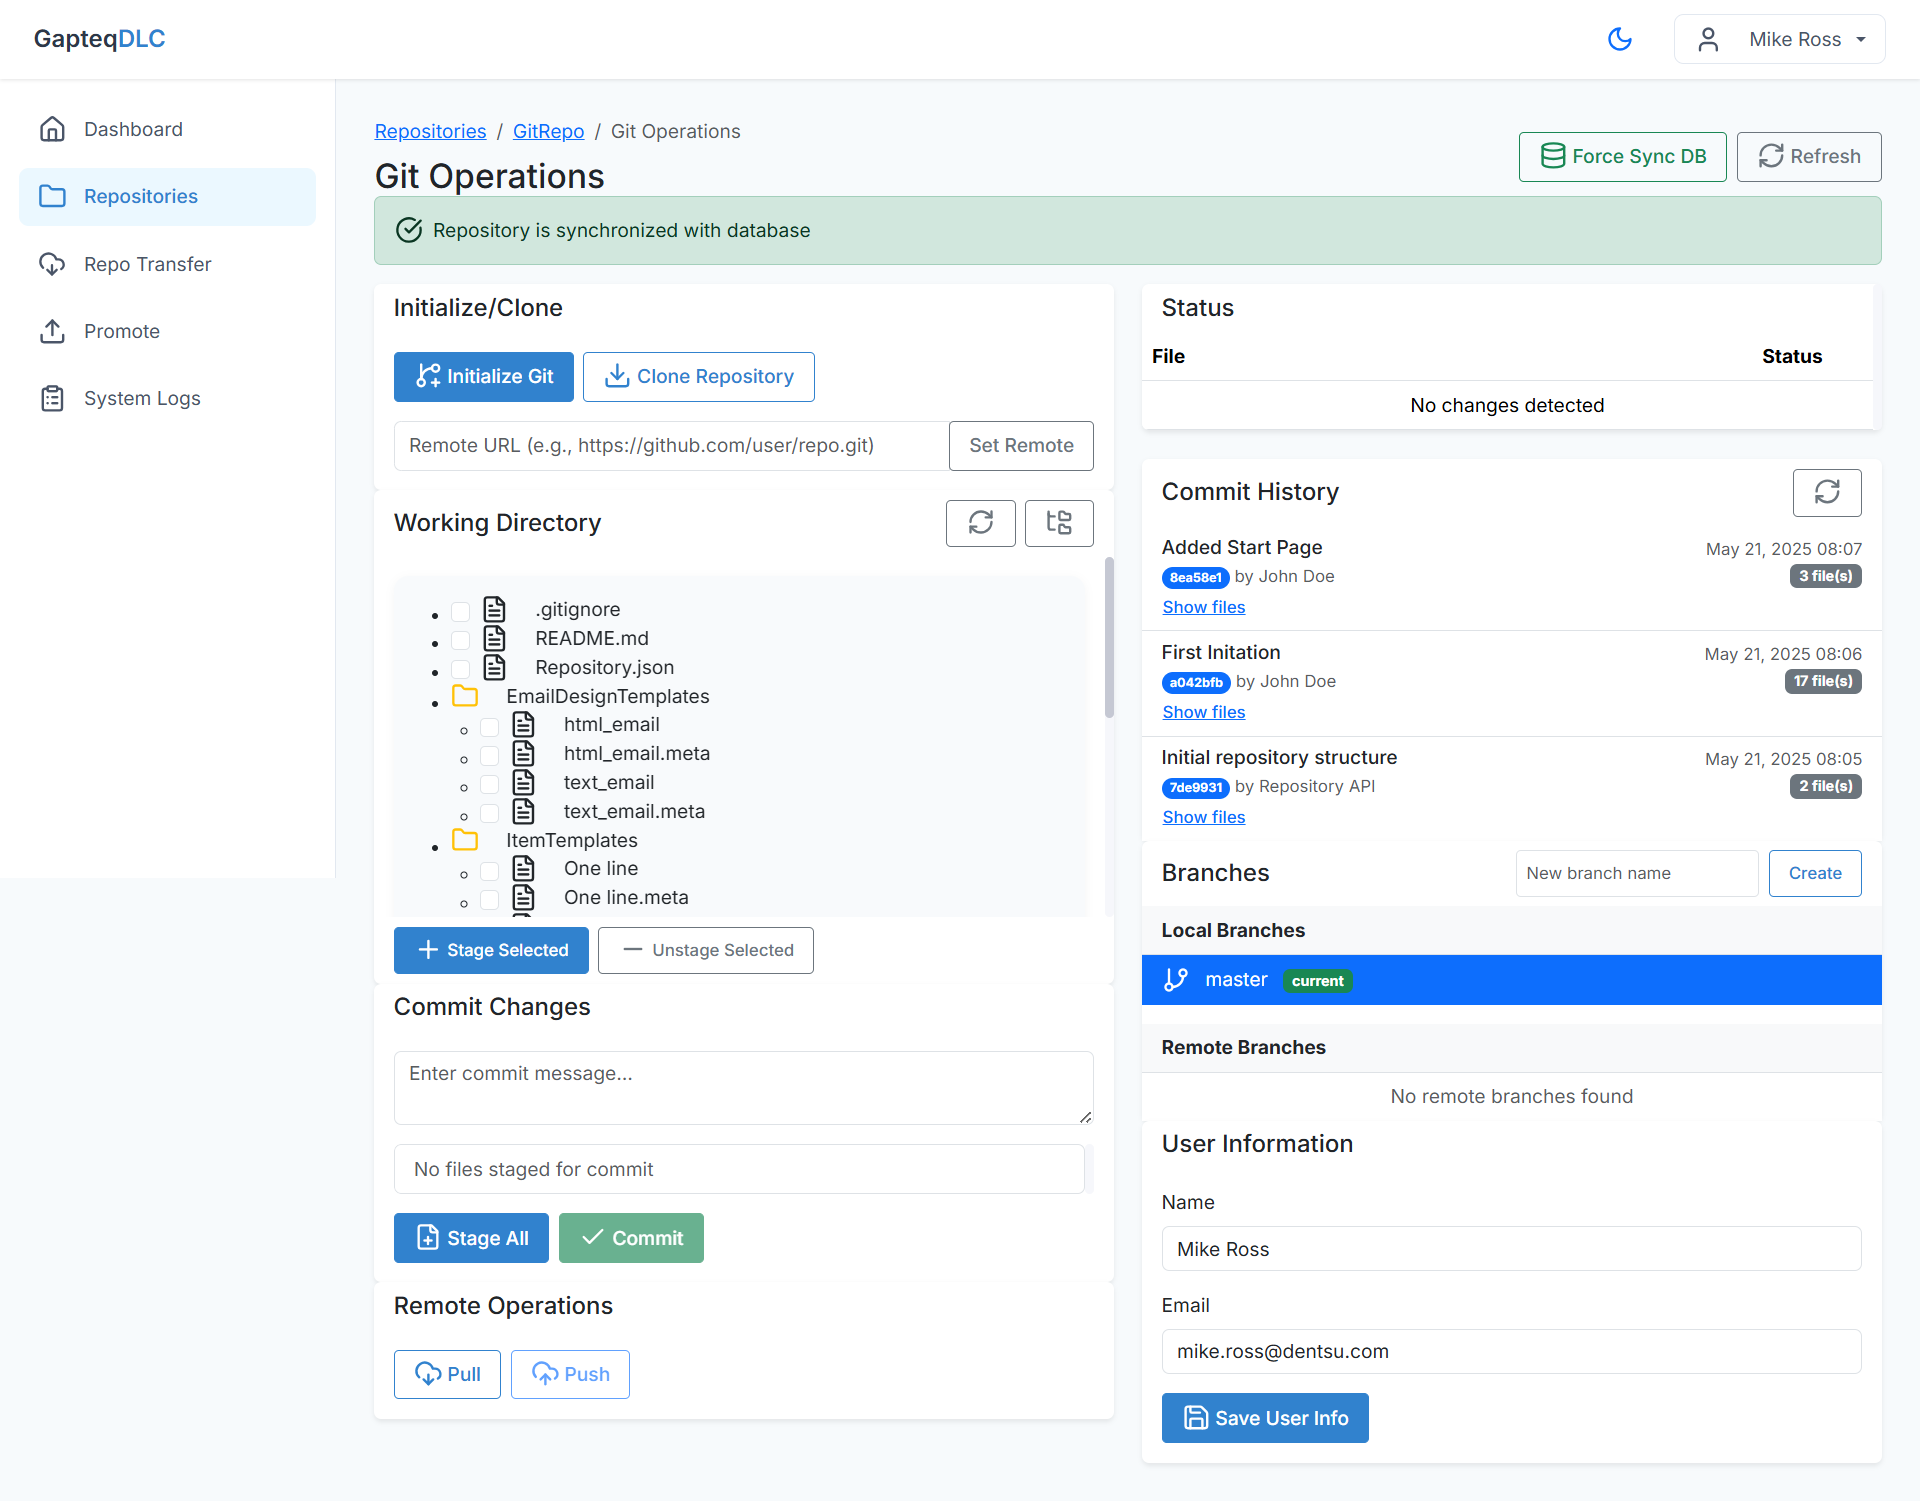 GapteqDLC
Mike Ross
Dashboard
Repositories
Repo Transfer
Promote
System Logs
Repositories / GitRepo / Git Operations
Git Operations
Force Sync DB
Refresh
Repository is synchronized with database
Initialize/Clone
Initialize Git
Clone Repository
Remote URL (e.g., https://github.com/user/repo.git)
Set Remote
Working Directory
.gitignore
README.md
Repository.json
EmailDesignTemplates
html_email
html_email.meta
text_email
text_email.meta
ItemTemplates
One line
One line.meta
Stage Selected
Unstage Selected
Commit Changes
Enter commit message...
No files staged for commit
Stage All
Commit
Remote Operations
Pull
Push
Status
File Status
No changes detected
Commit History
Added Start Page May 21, 2025 08:07
8ea58e1 by John Doe 3 file(s)
Show files
First Initation May 21, 2025 08:06
a042bfb by John Doe 17 file(s)
Show files
Initial repository structure May 21, 2025 08:05
7de9931 by Repository API 2 file(s)
Show files
Branches
New branch name
Create
Local Branches
master current
Remote Branches
No remote branches found
User Information
Name
Mike Ross
Email
mike.ross@dentsu.com
Save User Info